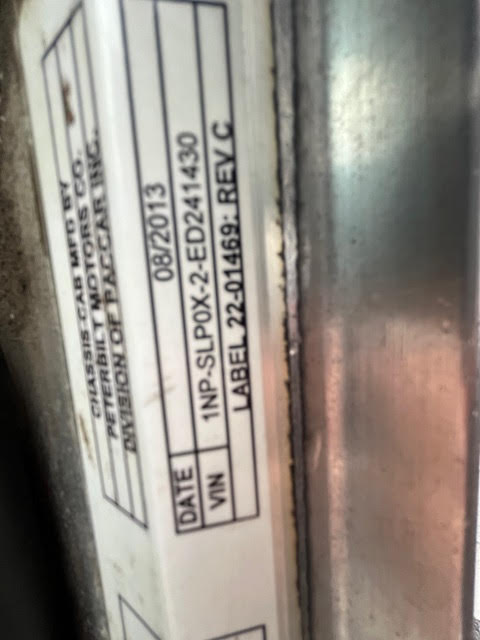 CHASSIS-CAB MFD BY
PETERBILT MOTORS CO.
DIVISION OF PACCAR INC.
DATE 08/2013
VIN 1NP-SLP0X-2-ED241430
LABEL 22-01469: REV C